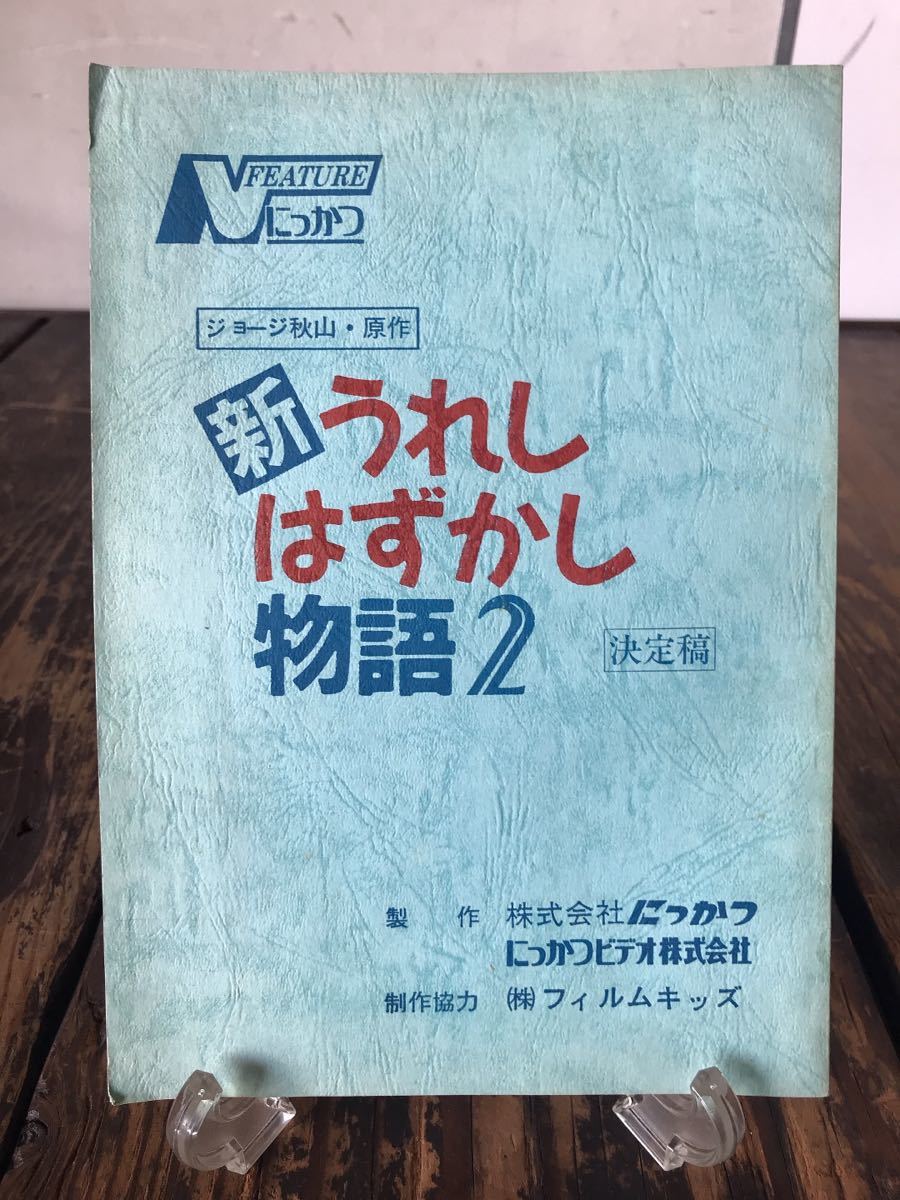 N FEATURE
にっかつ
ジョージ秋山・原作
新うれし
はずかし
物語2
決定稿
製作 株式会社にっかつ
にっかつビデオ株式会社
制作協力 ㈱フィルムキッズ